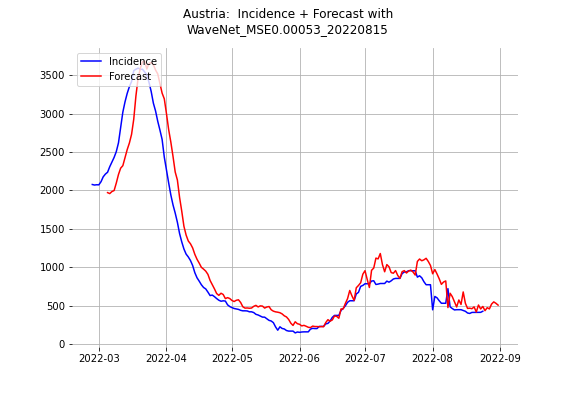 Austria:  Incidence + Forecast with
WaveNet_MSE0.00053_20220815
Incidence
Forecast
3500
3000
2500
2000
1500
1000
500
0
2022-03 2022-04 2022-05 2022-06 2022-07 2022-08 2022-09